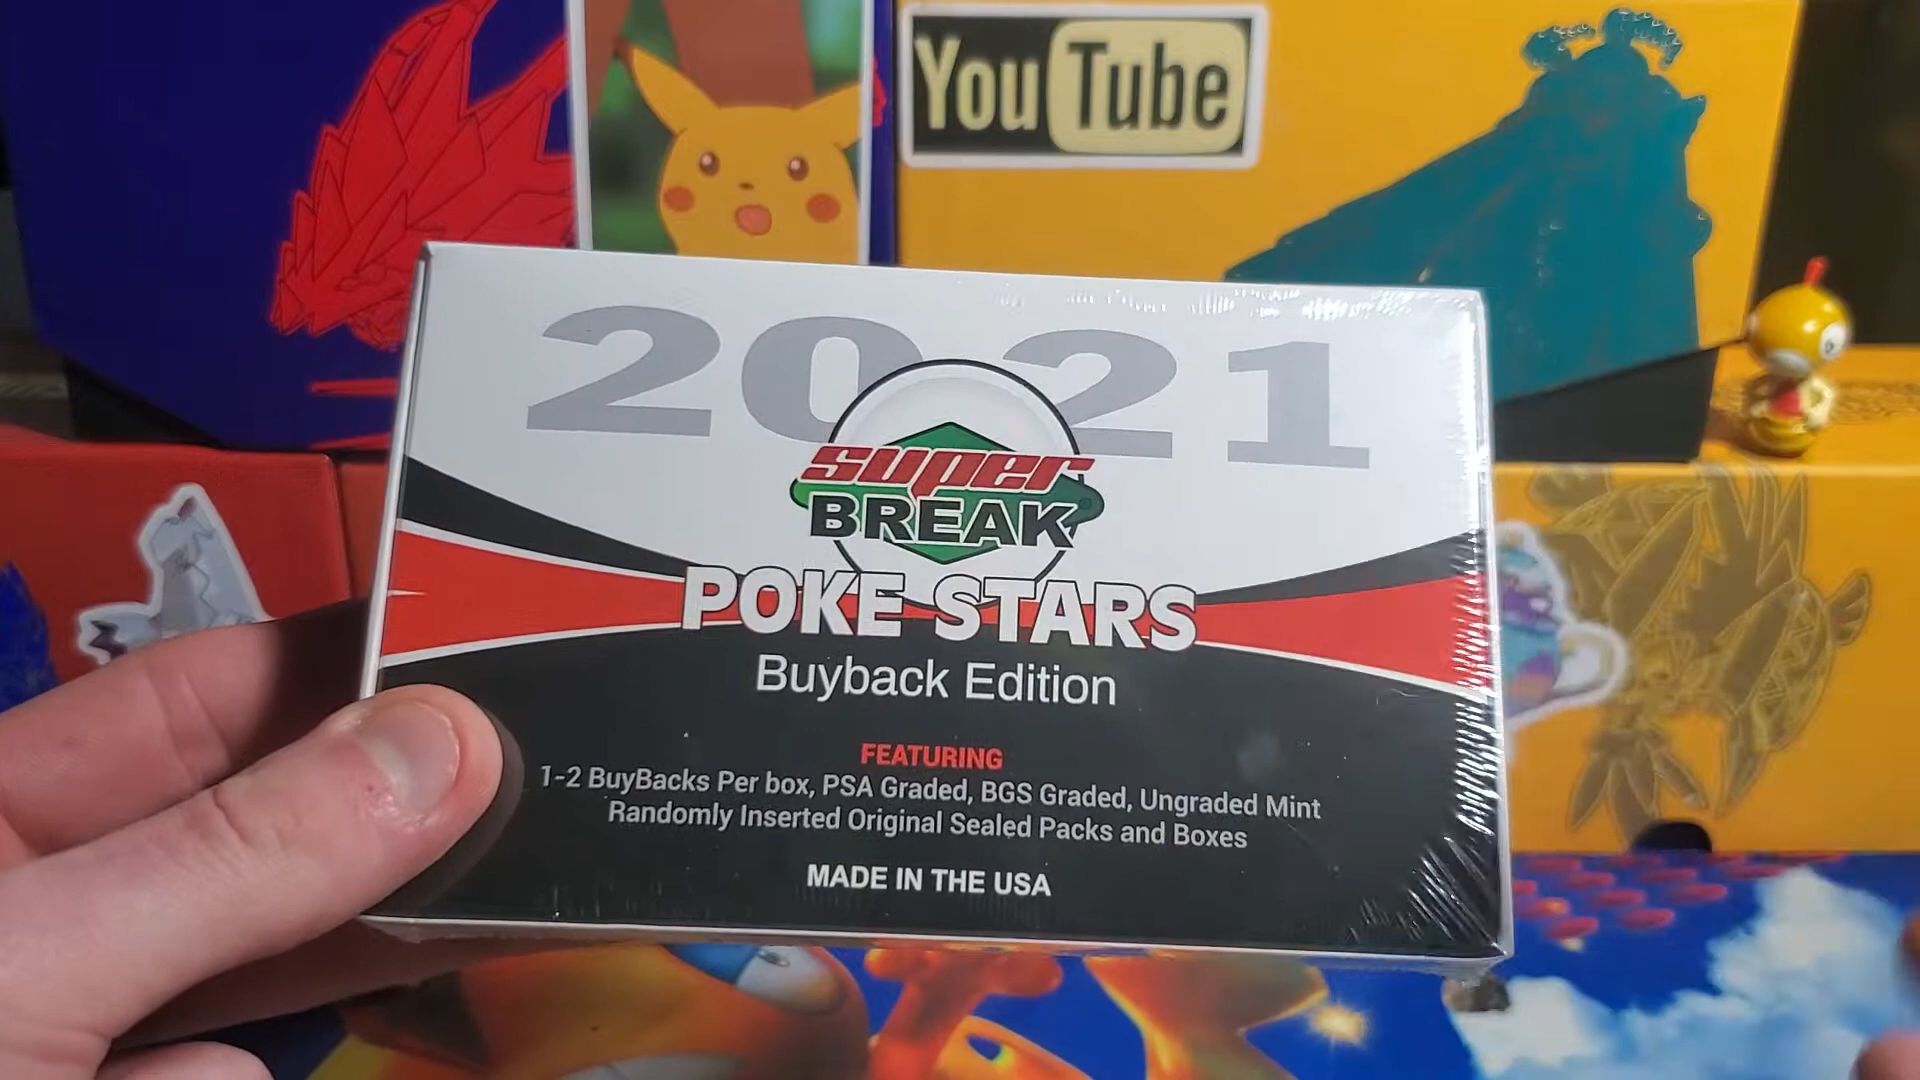 YouTube
2021
super
BREAK
POKE STARS
Buyback Edition
FEATURING
1-2 BuyBacks Per box, PSA Graded, BGS Graded, Ungraded Mint
Randomly Inserted Original Sealed Packs and Boxes
MADE IN THE USA